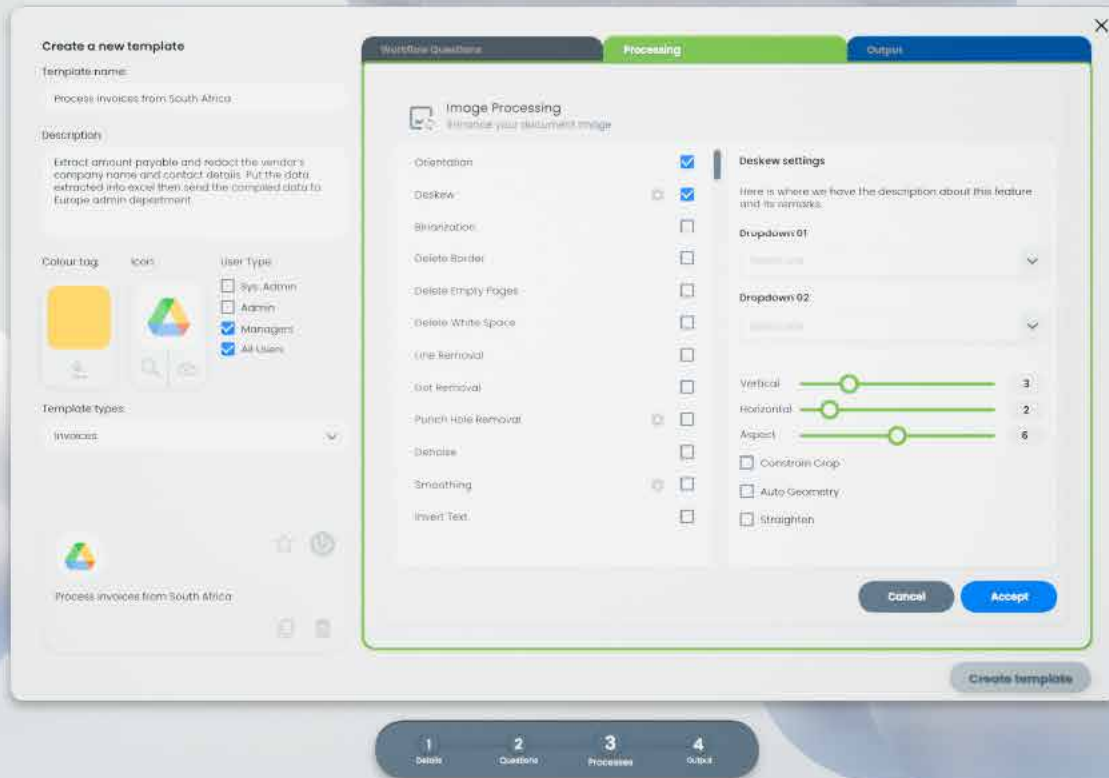 Create a new template
Template name:
Process invoices from South Africa
Description
Extract amount payable and redact the vendor's
company name and contact details. Put the data
extracted into excel then send the compiled data to
Europe admin department.
Colour tag:
Icon:
User Type:
Sys. Admin
Admin
Managers
All Users
Template types:
Invoices
Process invoices from South Africa
Workflow Questions
Processing
Output
Image Processing
Enhance your document image
Orientation
Deskew
Binarization
Delete Border
Delete Empty Pages
Delete White Space
Line Removal
Dot Removal
Punch Hole Removal
Denoise
Smoothing
Invert Text
Deskew settings
Here is where we have the description about this feature
and its remarks.
Dropdown 01
Dropdown 02
Vertical 3
Horizontal 2
Aspect 6
Constrain Crop
Auto Geometry
Straighten
Cancel
Accept
Create template
1
Details
2
Questions
3
Processes
4
Output